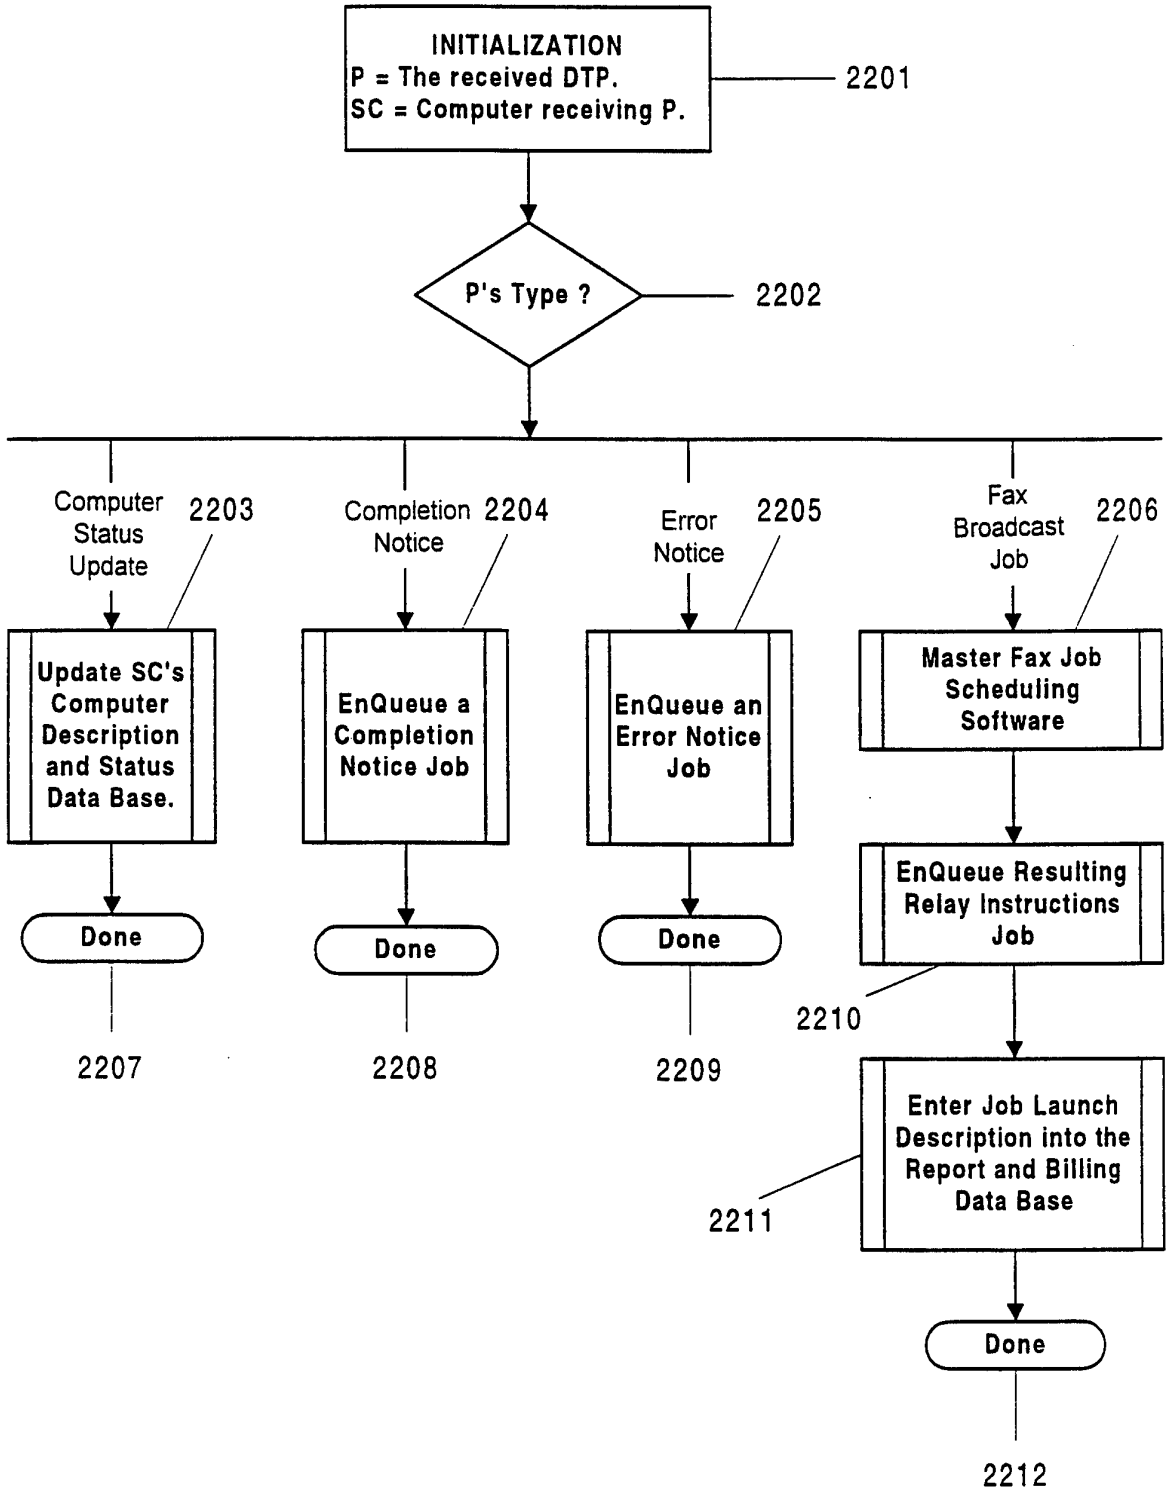 INITIALIZATION
P = The received DTP.
SC = Computer receiving P.
2201
P's Type ?
2202
Computer
Status
Update
2203
Completion
Notice
2204
Error
Notice
2205
Fax
Broadcast
Job
2206
Update SC's
Computer
Description
and Status
Data Base.
EnQueue a
Completion
Notice Job
EnQueue an
Error Notice
Job
Master Fax Job
Scheduling
Software
Done
2207
Done
2208
Done
2209
EnQueue Resulting
Relay Instructions
Job
2210
Enter Job Launch
Description into the
Report and Billing
Data Base
2211
Done
2212